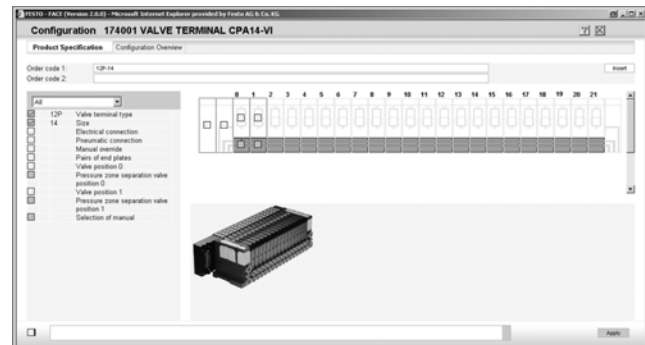 FESTO - FACE (Version 2.0.0) - Microsoft Internet Explorer provided by Festo AG & Co. KG
Configuration 174001 VALVE TERMINAL CPA14-VI
Product Specification Configuration Overview
Order code 1: 12P-14 Insert
Order code 2:
All
0 1 2 3 4 5 6 7 8 9 10 11 12 13 14 15 16 17 18 19 20 21
12P Valve terminal type
14 Size
Electrical connection
Pneumatic connection
Manual override
Pairs of end plates
Valve position 0
Pressure zone separation valve
position 0
Valve position 1
Pressure zone separation valve
position 1
Selection of manual
Apply